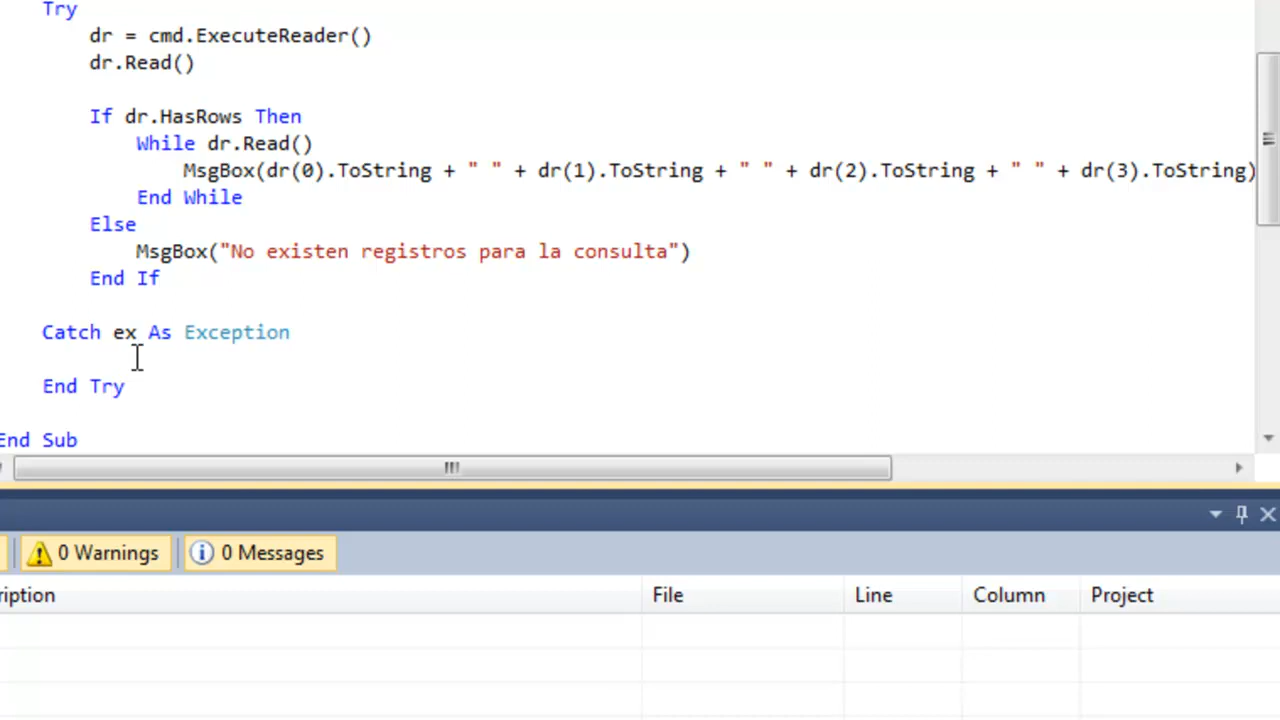 Try
dr = cmd.ExecuteReader()
dr.Read()
If dr.HasRows Then
While dr.Read()
MsgBox(dr(0).ToString + " " + dr(1).ToString + " " + dr(2).ToString + " " + dr(3).ToString)
End While
Else
MsgBox("No existen registros para la consulta")
End If
Catch ex As Exception
End Try
End Sub
0 Warnings 0 Messages
ription File Line Column Project